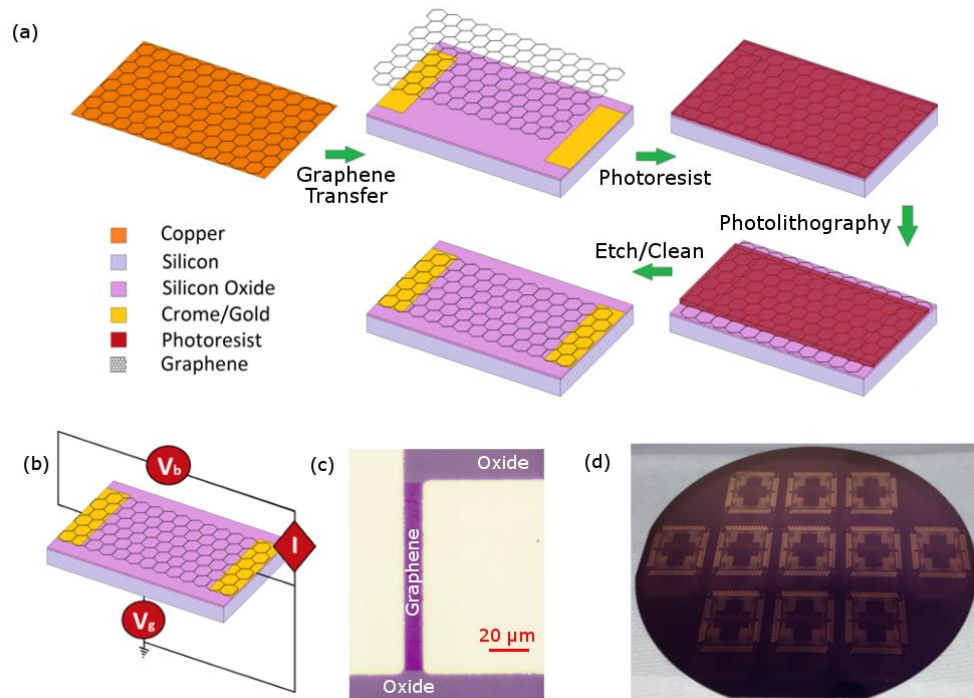 (a)
Graphene
Transfer
Photoresist
Photolithography
Etch/Clean
Copper
Silicon
Silicon Oxide
Crome/Gold
Photoresist
Graphene
(b)
Vb
I
Vg
(c)
Oxide
Graphene
20 μm
Oxide
(d)